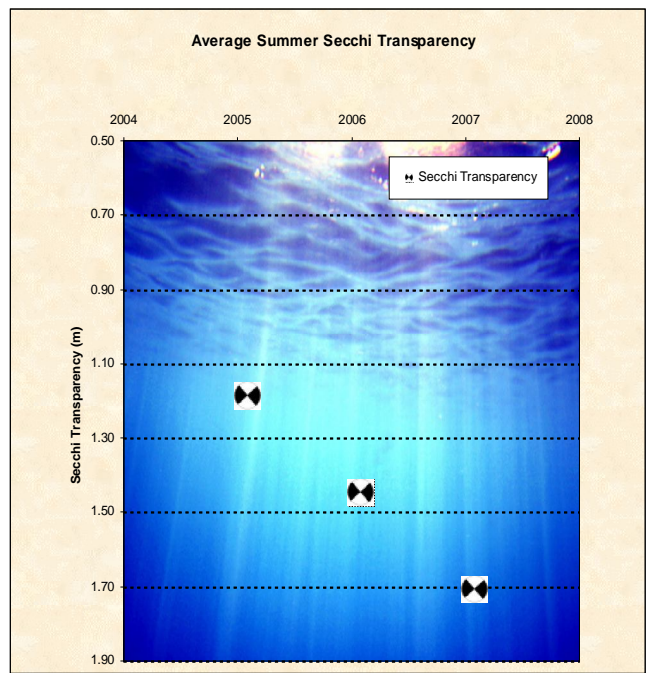 Average Summer Secchi Transparency
2004 2005 2006 2007 2008
0.50
Secchi Transparency
0.70
0.90
1.10
1.30
1.50
1.70
1.90
Secchi Transparency (m)